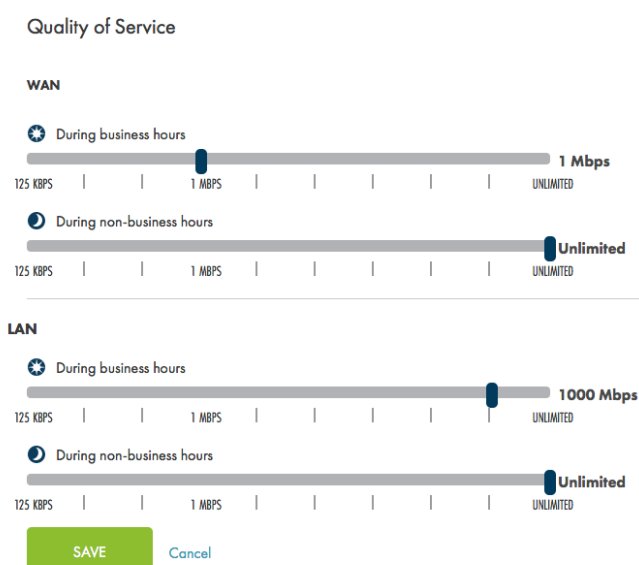 Quality of Service
WAN
During business hours
1 Mbps
125 KBPS 1 MBPS UNLIMITED
During non-business hours
Unlimited
125 KBPS 1 MBPS UNLIMITED
LAN
During business hours
1000 Mbps
125 KBPS 1 MBPS UNLIMITED
During non-business hours
Unlimited
125 KBPS 1 MBPS UNLIMITED
SAVE Cancel